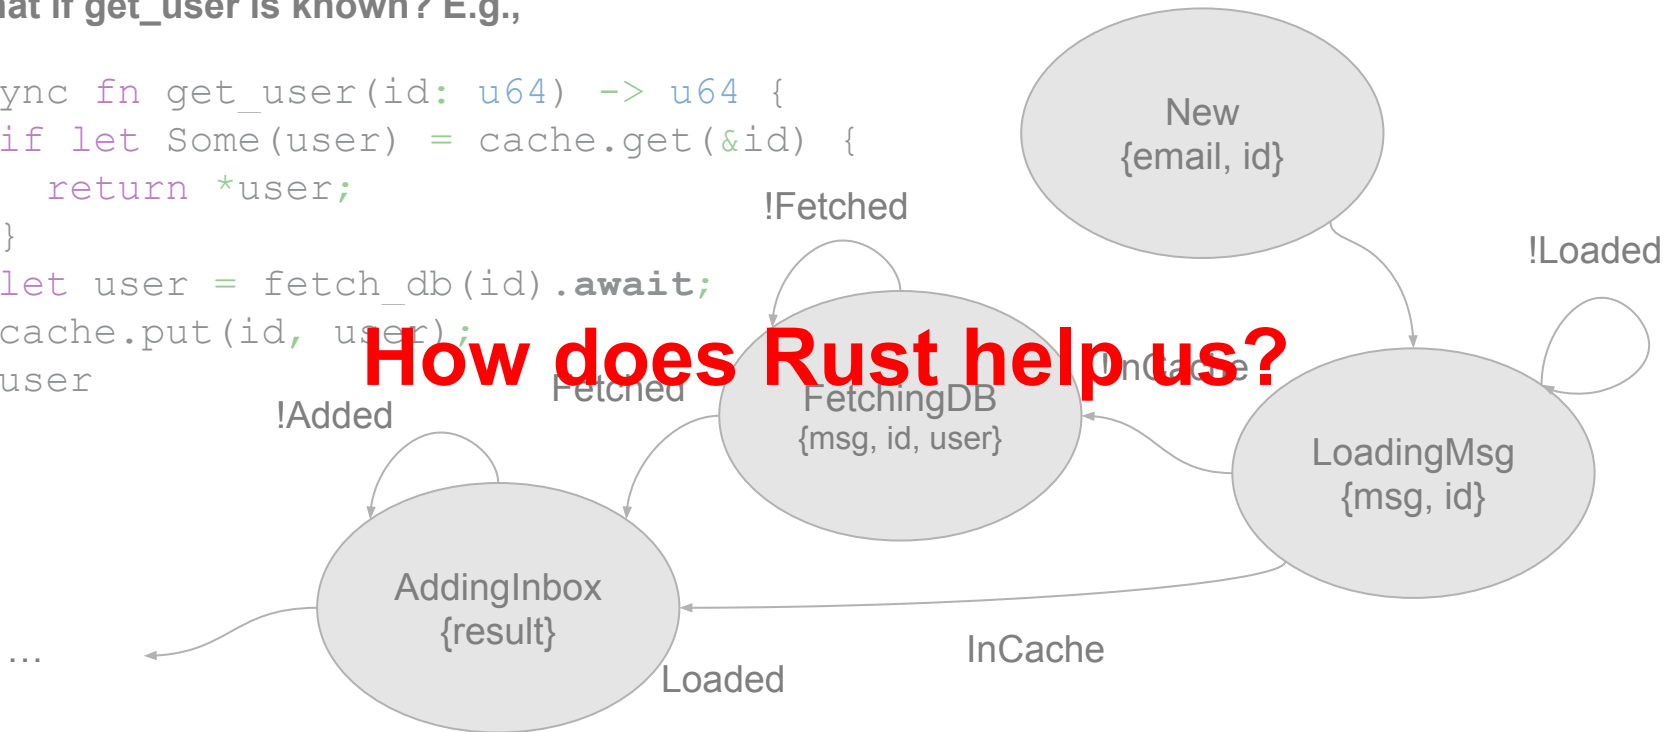 hat if get_user is known? E.g.,
ync fn get_user(id: u64) -> u64 {
if let Some(user) = cache.get(&id) {
return *user;
}
let user = fetch_db(id).await;
cache.put(id, user);
user
How does Rust help us?
New
{email, id}
!Loaded
!Fetched
!InCache
LoadingMsg
{msg, id}
FetchingDB
{msg, id, user}
Fetched
!Added
AddingInbox
{result}
InCache
Loaded
…